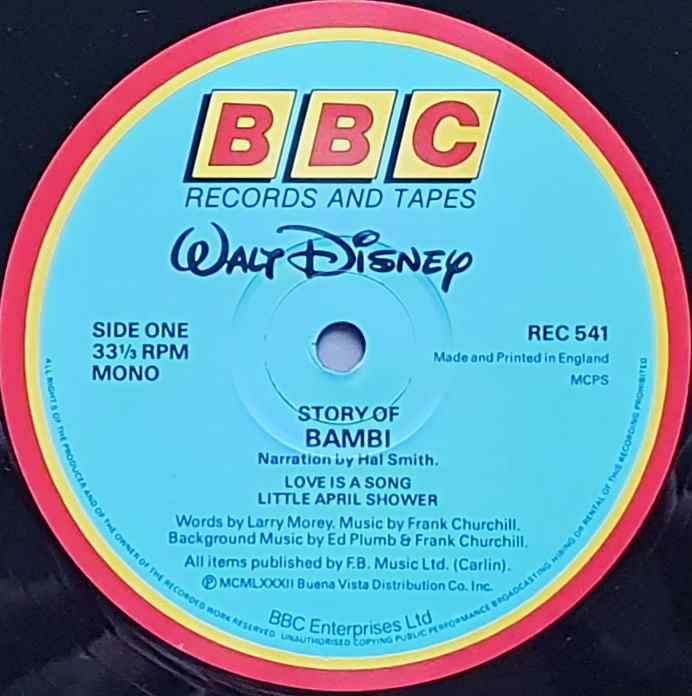 BBC
RECORDS AND TAPES
WALT DISNEY
SIDE ONE
33⅓ RPM
MONO
REC 541
Made and Printed in England
MCPS
STORY OF
BAMBI
Narration by Hal Smith.
LOVE IS A SONG
LITTLE APRIL SHOWER
Words by Larry Morey. Music by Frank Churchill.
Background Music by Ed Plumb & Frank Churchill.
All items published by F.B. Music Ltd. (Carlin).
Ⓟ MCMLXXXII Buena Vista Distribution Co. Inc.
BBC Enterprises Ltd
ALL RIGHTS OF THE PRODUCER AND OF THE OWNER OF THE RECORDED WORK RESERVED. UNAUTHORISED COPYING PUBLIC PERFORMANCE BROADCASTING HIRING OR RENTAL OF THIS RECORDING PROHIBITED